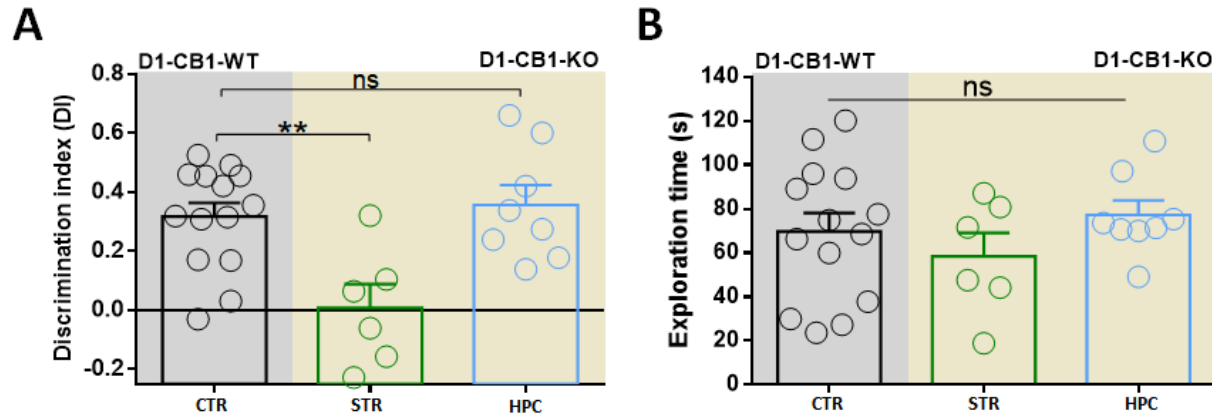 A
D1-CB1-WT
D1-CB1-KO
Discrimination index (DI)
0.8
0.6
0.4
0.2
0.0
-0.2
ns
**
CTR
STR
HPC
B
D1-CB1-WT
D1-CB1-KO
Exploration time (s)
140
120
100
80
60
40
20
0
ns
CTR
STR
HPC